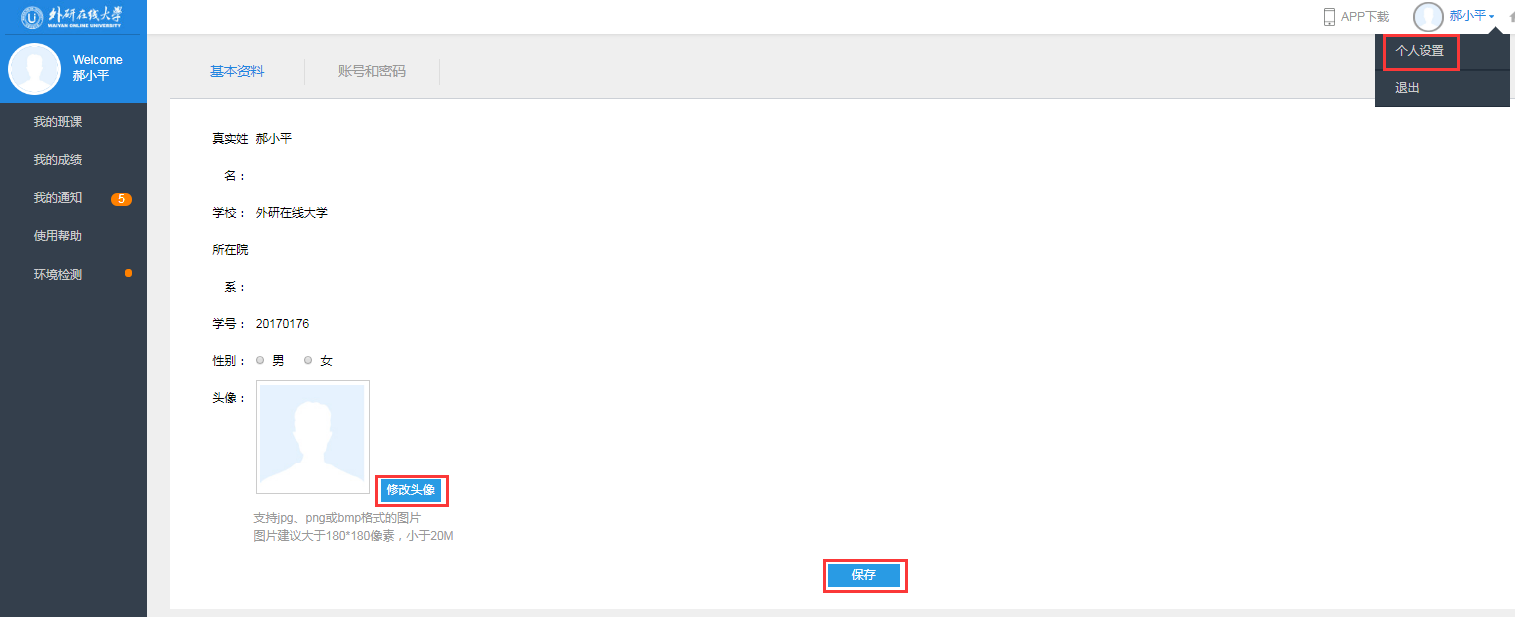 外研在线大学
WAIYAN ONLINE UNIVERSITY
APP下载
郝小平
Welcome
郝小平
个人设置
退出
基本资料
账号和密码
我的班课
我的成绩
我的通知 5
使用帮助
环境检测
真实姓 郝小平
名：
学校： 外研在线大学
所在院
系：
学号： 20170176
性别： 男 女
头像：
修改头像
支持jpg、png或bmp格式的图片
图片建议大于180*180像素，小于20M
保存